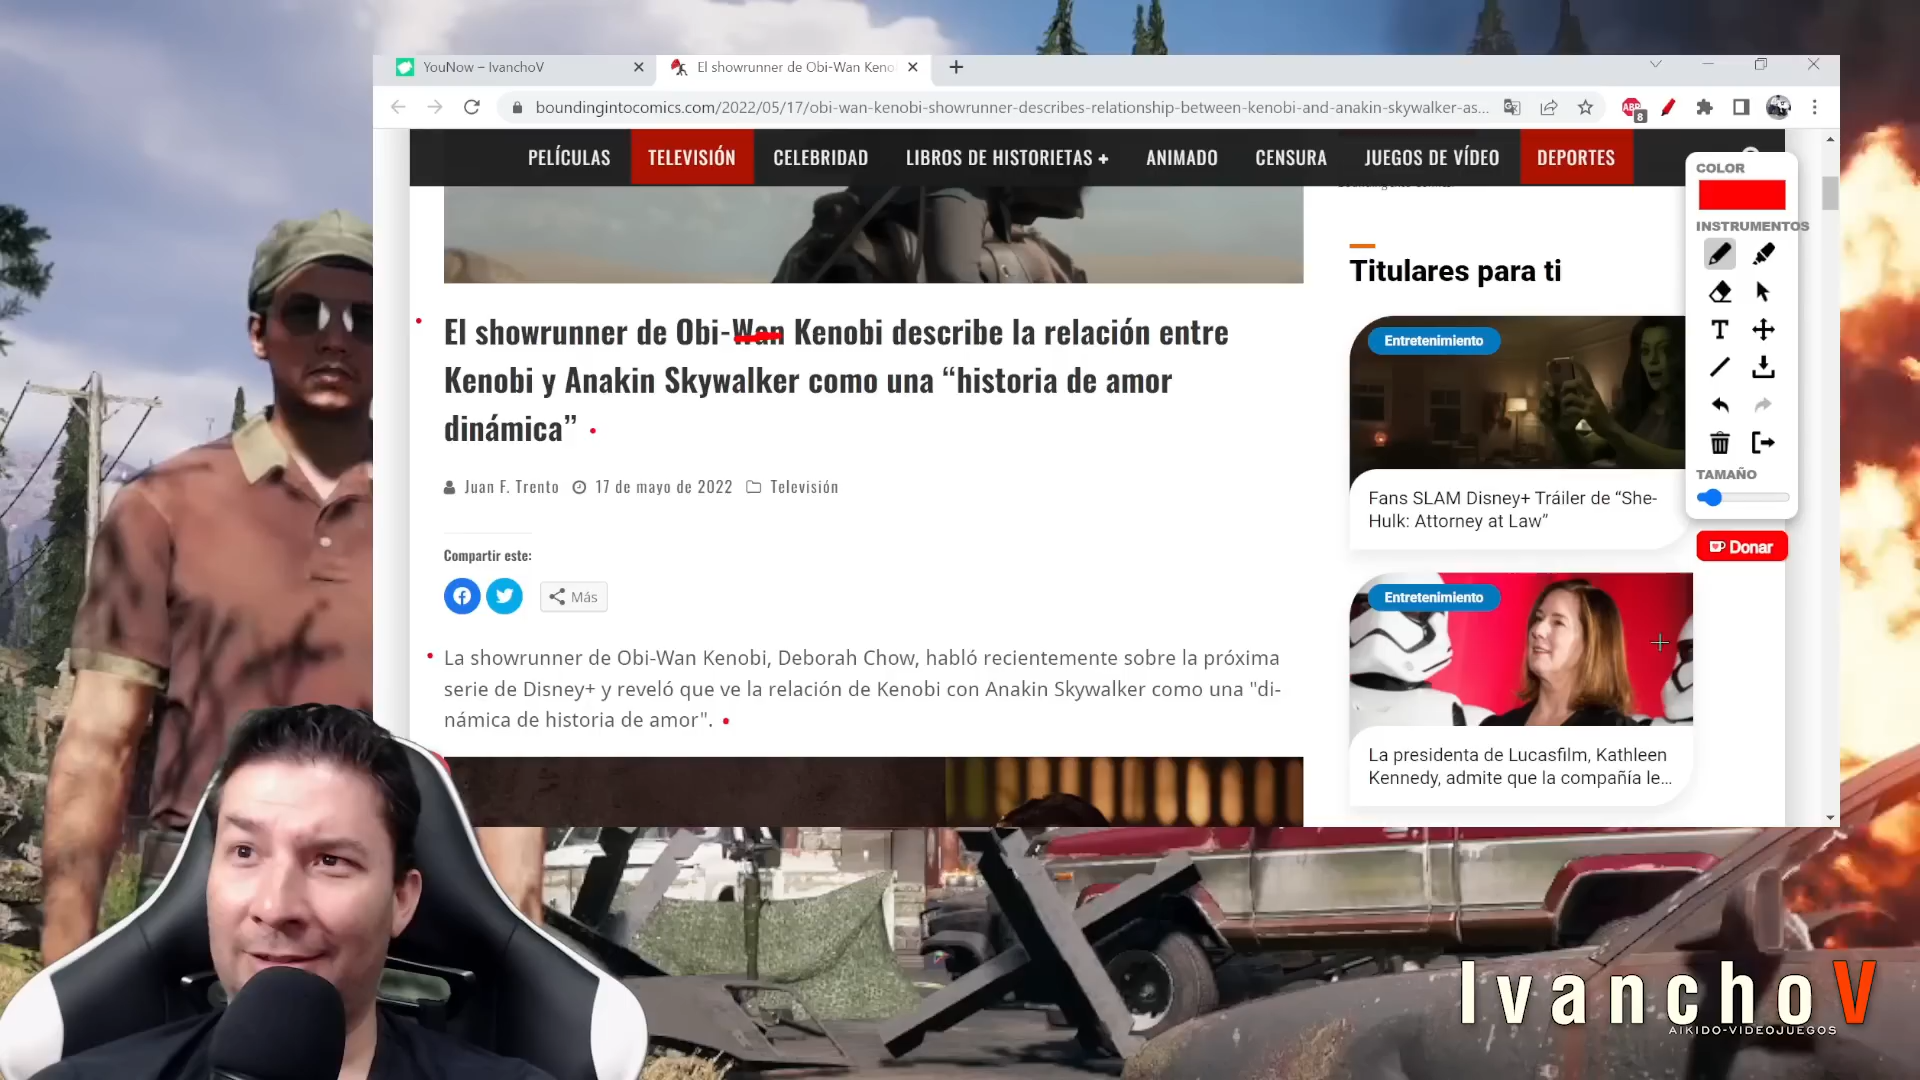 YouNow – IvanchoV
El showrunner de Obi-Wan Keno
boundingintocomics.com/2022/05/17/obi-wan-kenobi-showrunner-describes-relationship-between-kenobi-and-anakin-skywalker-as...
ABP
8
PELÍCULAS
TELEVISIÓN
CELEBRIDAD
LIBROS DE HISTORIETAS +
ANIMADO
CENSURA
JUEGOS DE VÍDEO
DEPORTES
COLOR
INSTRUMENTOS
T
TAMAÑO
Donar
El showrunner de Obi-Wan Kenobi describe la relación entre
Kenobi y Anakin Skywalker como una “historia de amor
dinámica”
Juan F. Trento
17 de mayo de 2022
Televisión
Compartir este:
Más
La showrunner de Obi-Wan Kenobi, Deborah Chow, habló recientemente sobre la próxima
serie de Disney+ y reveló que ve la relación de Kenobi con Anakin Skywalker como una "di-
námica de historia de amor".
Titulares para ti
Entretenimiento
Fans SLAM Disney+ Tráiler de “She-
Hulk: Attorney at Law”
Entretenimiento
La presidenta de Lucasfilm, Kathleen
Kennedy, admite que la compañía le...
IvanchoV
AIKIDO-VIDEOJUEGOS